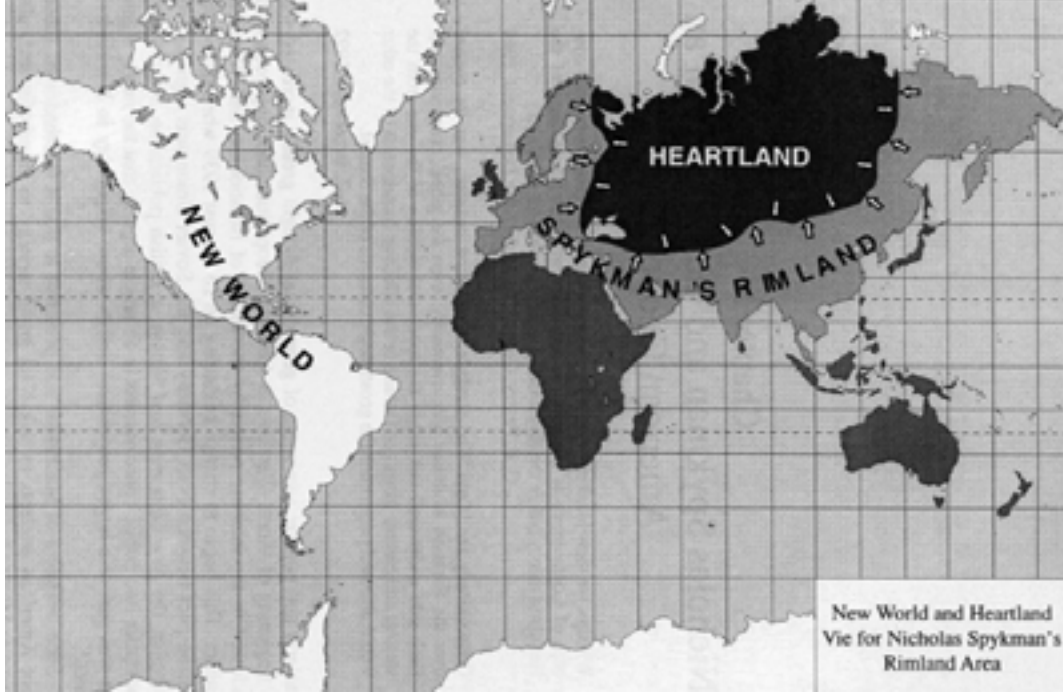 HEARTLAND
NEW WORLD
SPYKMAN'S RIMLAND
New World and Heartland
Vie for Nicholas Spykman's
Rimland Area